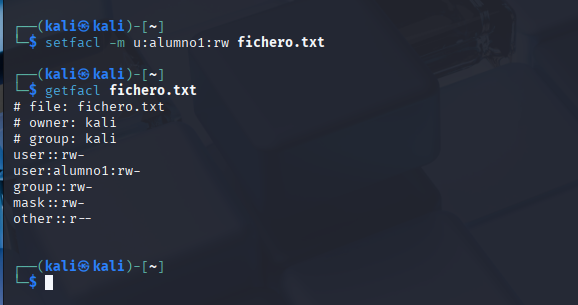 ┌──(kali㉿kali)-[~]
└─$ setfacl -m u:alumno1:rw fichero.txt
┌──(kali㉿kali)-[~]
└─$ getfacl fichero.txt
# file: fichero.txt
# owner: kali
# group: kali
user::rw-
user:alumno1:rw-
group::rw-
mask::rw-
other::r--
┌──(kali㉿kali)-[~]
└─$